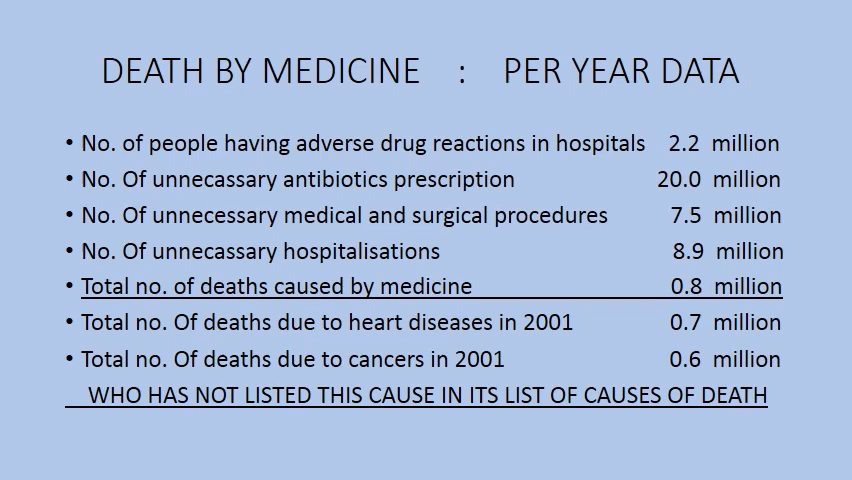 DEATH BY MEDICINE : PER YEAR DATA
• No. of people having adverse drug reactions in hospitals 2.2 million
• No. Of unnecassary antibiotics prescription 20.0 million
• No. Of unnecessary medical and surgical procedures 7.5 million
• No. Of unnecassary hospitalisations 8.9 million
• Total no. of deaths caused by medicine 0.8 million
• Total no. Of deaths due to heart diseases in 2001 0.7 million
• Total no. Of deaths due to cancers in 2001 0.6 million
WHO HAS NOT LISTED THIS CAUSE IN ITS LIST OF CAUSES OF DEATH